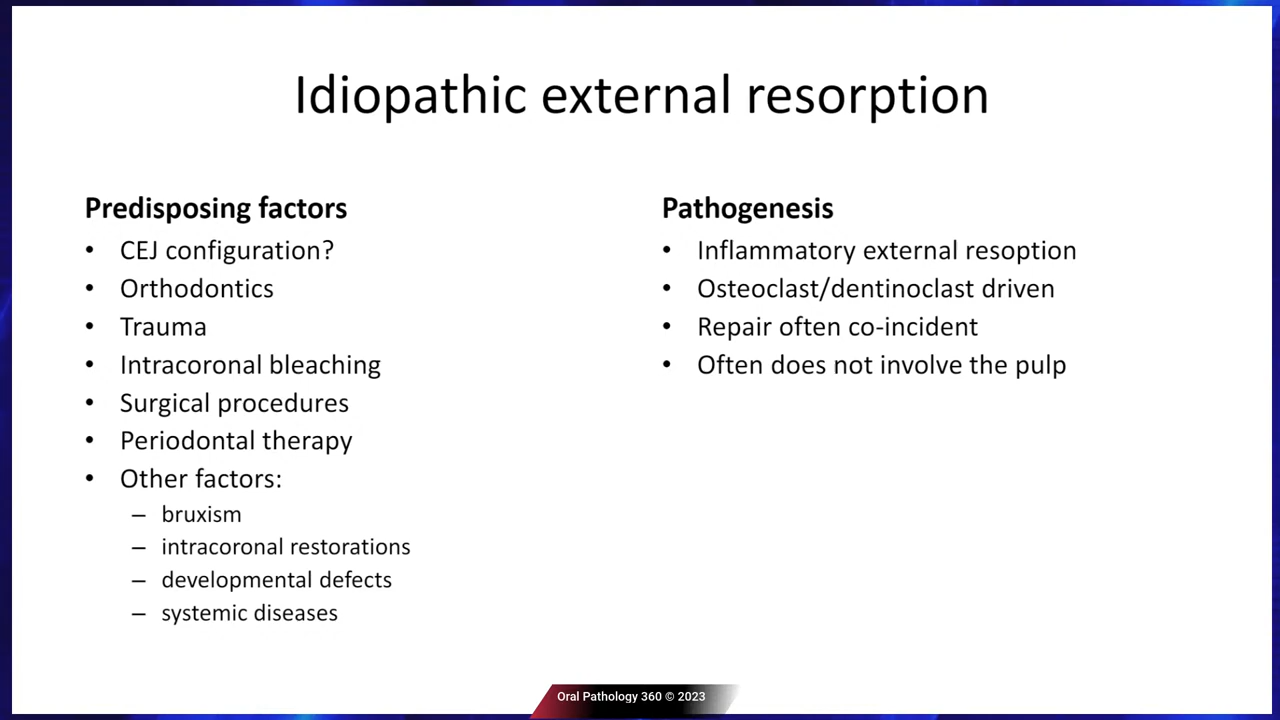 Idiopathic external resorption
Predisposing factors
• CEJ configuration?
• Orthodontics
• Trauma
• Intracoronal bleaching
• Surgical procedures
• Periodontal therapy
• Other factors:
– bruxism
– intracoronal restorations
– developmental defects
– systemic diseases
Pathogenesis
• Inflammatory external resoption
• Osteoclast/dentinoclast driven
• Repair often co-incident
• Often does not involve the pulp
Oral Pathology 360 © 2023